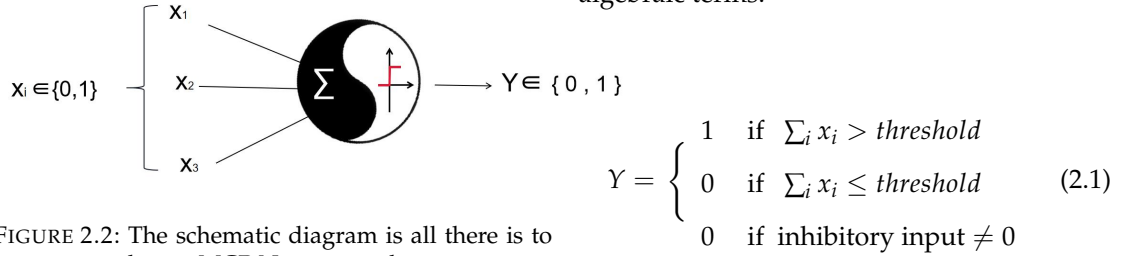 algebraic terms.
X1
X2
X3
Xi ∈{0,1}
Σ
Y ∈ { 0 , 1 }
FIGURE 2.2: The schematic diagram is all there is to
Y = { 1 if ∑i xi > threshold
0 if ∑i xi ≤ threshold (2.1)
0 if inhibitory input ≠ 0